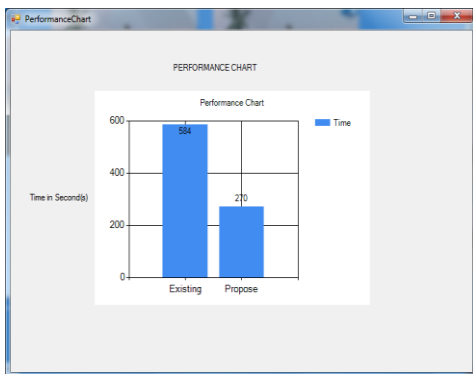 PerformanceChart
PERFORMANCE CHART
Performance Chart
Time
600
584
400
Time in Second(s)
270
200
0
Existing Propose